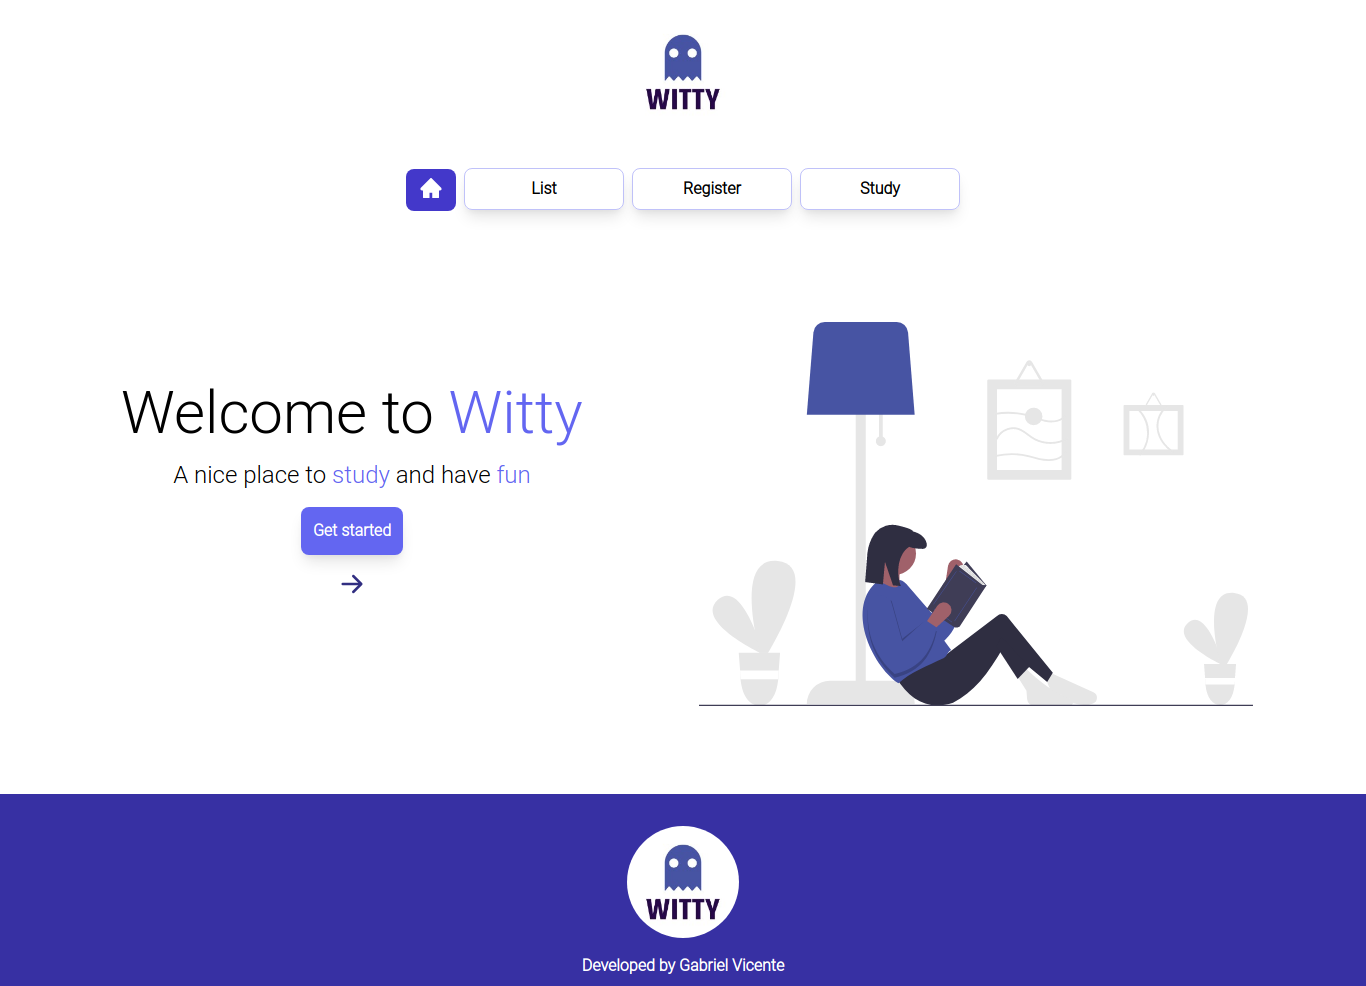 WITTY
List
Register
Study
Welcome to Witty
A nice place to study and have fun
Get started
WITTY
Developed by Gabriel Vicente